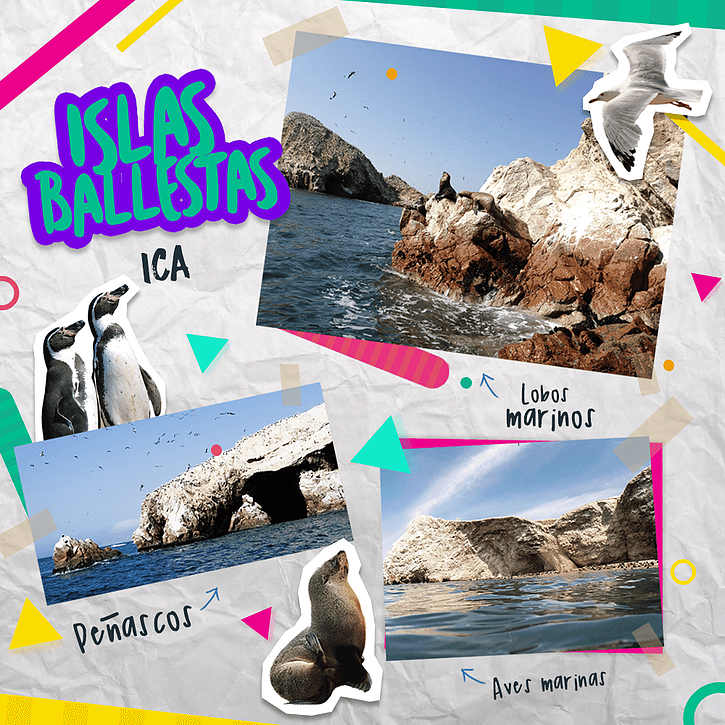 ISLAS
BALLESTAS
ICA
Lobos
marinos
Peñascos
Aves marinas